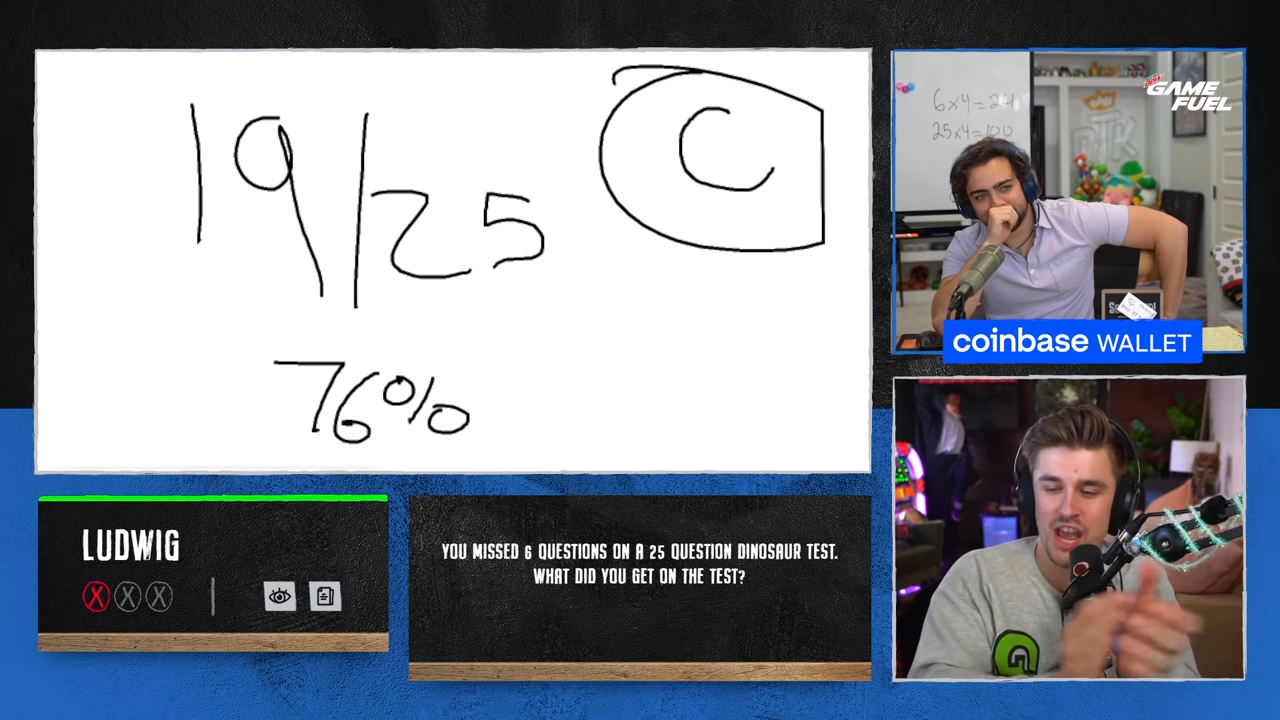 19/25
C
76%
6x4=24
25x4=100
GAME
FUEL
coinbase WALLET
LUDWIG
X X X
YOU MISSED 6 QUESTIONS ON A 25 QUESTION DINOSAUR TEST.
WHAT DID YOU GET ON THE TEST?